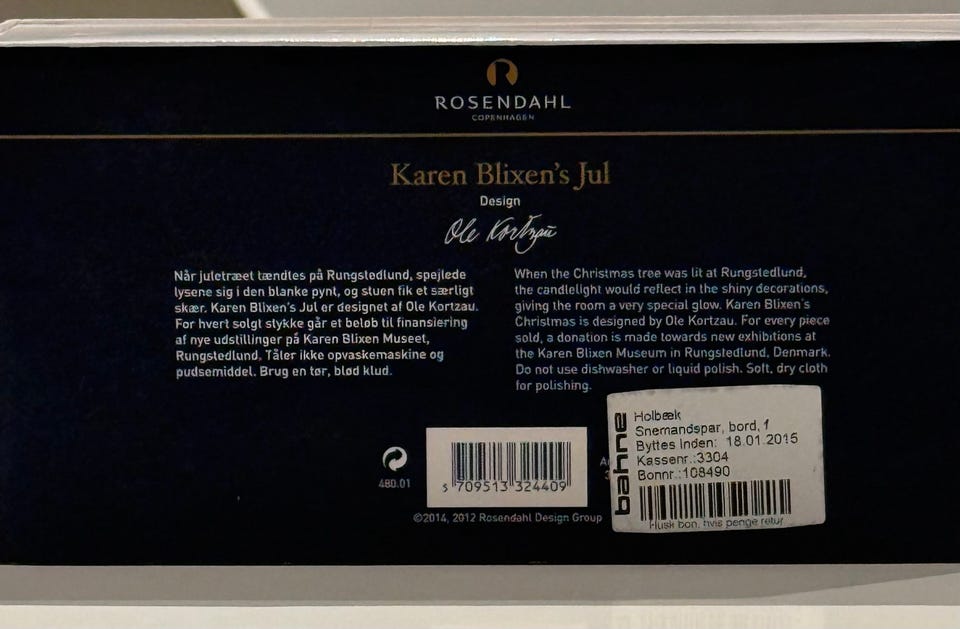 ROSENDAHL
COPENHAGEN
Karen Blixen's Jul
Design
Ole Kortzau
Når juletræet tændtes på Rungstedlund, spejlede
lysene sig i den blanke pynt, og stuen fik et særligt
skær. Karen Blixen's Jul er designet af Ole Kortzau.
For hvert solgt stykke går et beløb til finansiering
af nye udstillinger på Karen Blixen Museet,
Rungstedlund. Tåler ikke opvaskemaskine og
pudsemiddel. Brug en tør, blød klud.
When the Christmas tree was lit at Rungstedlund,
the candlelight would reflect in the shiny decorations,
giving the room a very special glow. Karen Blixen's
Christmas is designed by Ole Kortzau. For every piece
sold, a donation is made towards new exhibitions at
the Karen Blixen Museum in Rungstedlund, Denmark.
Do not use dishwasher or liquid polish. Soft, dry cloth
for polishing.
480.01
5 709513 324409
©2014, 2012 Rosendahl Design Group
bahne
Holbæk
Snemandspar, bord, 1
Byttes inden: 18.01.2015
Kassenr.:3304
Bonnr.:108490
Husk bon, hvis penge retur